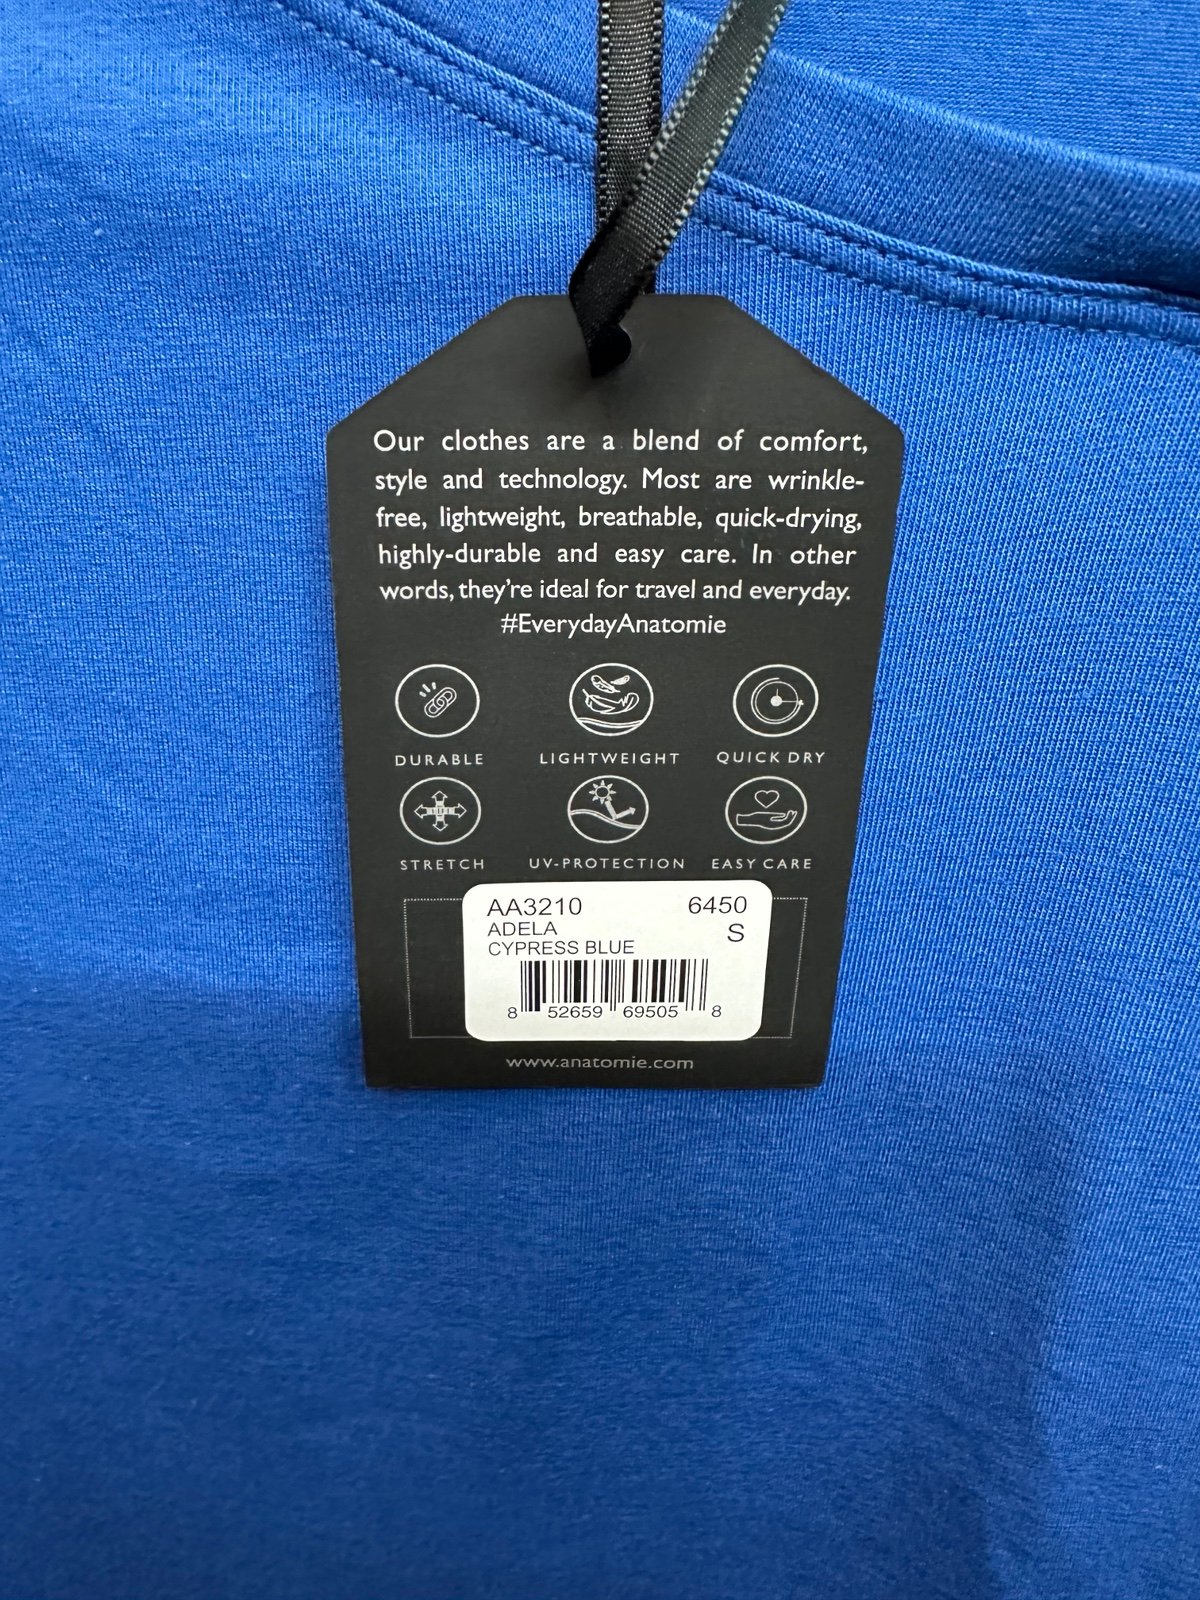 Our clothes are a blend of comfort,
style and technology. Most are wrinkle-
free, lightweight, breathable, quick-drying,
highly-durable and easy care. In other
words, they're ideal for travel and everyday.
#EverydayAnatomie
DURABLE LIGHTWEIGHT QUICK DRY
STRETCH UV-PROTECTION EASY CARE
AA3210 6450
ADELA S
CYPRESS BLUE
8 52659 69505 8
www.anatomie.com